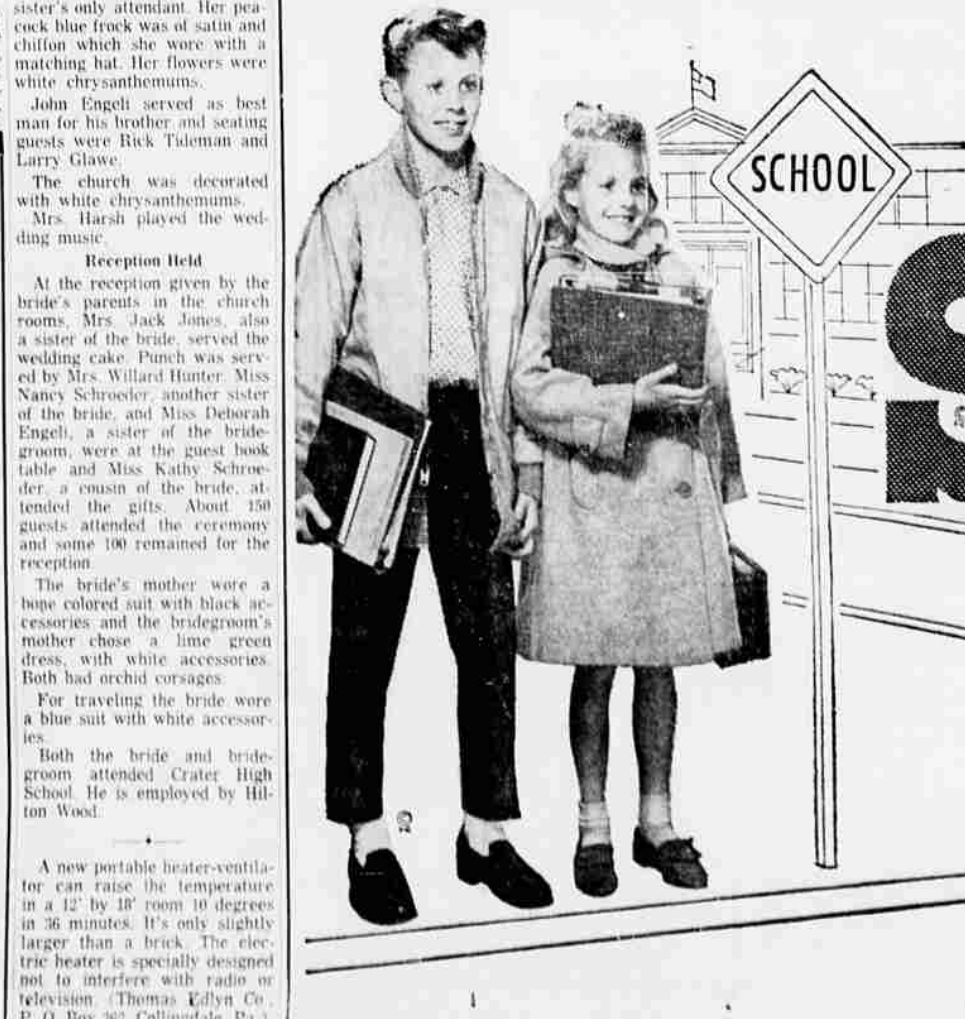 sister's only attendant. Her pea-
cock blue frock was of satin and
chiffon which she wore with a
matching hat. Her flowers were
white chrysanthemums.
John Engeli served as best
man for his brother and seating
guests were Rick Tideman and
Larry Glawe.
The church was decorated
with white chrysanthemums.
Mrs. Harsh played the wed-
ding music.
Reception Held
At the reception given by the
bride's parents in the church
rooms, Mrs. Jack Jones, also
a sister of the bride, served the
wedding cake. Punch was serv-
ed by Mrs. Willard Hunter. Miss
Nancy Schroeder, another sister
of the bride, and Miss Deborah
Engeli, a sister of the bride-
groom, were at the guest book
table and Miss Kathy Schroe-
der, a cousin of the bride, at-
tended the gifts. About 150
guests attended the ceremony
and some 100 remained for the
reception.
The bride's mother wore a
bone colored suit with black ac-
cessories and the bridegroom's
mother chose a lime green
dress, with white accessories.
Both had orchid corsages.
For traveling the bride wore
a blue suit with white accessor-
ies.
Both the bride and bride-
groom attended Crater High
School. He is employed by Hil-
ton Wood.
A new portable heater-ventila-
tor can raise the temperature
in a 12' by 18' room 10 degrees
in 36 minutes. It's only slightly
larger than a brick. The elec-
tric heater is specially designed
not to interfere with radio or
television. (Thomas Edlyn Co.,
P. O. Box 362, Collingdale, Pa.)
SCHOOL